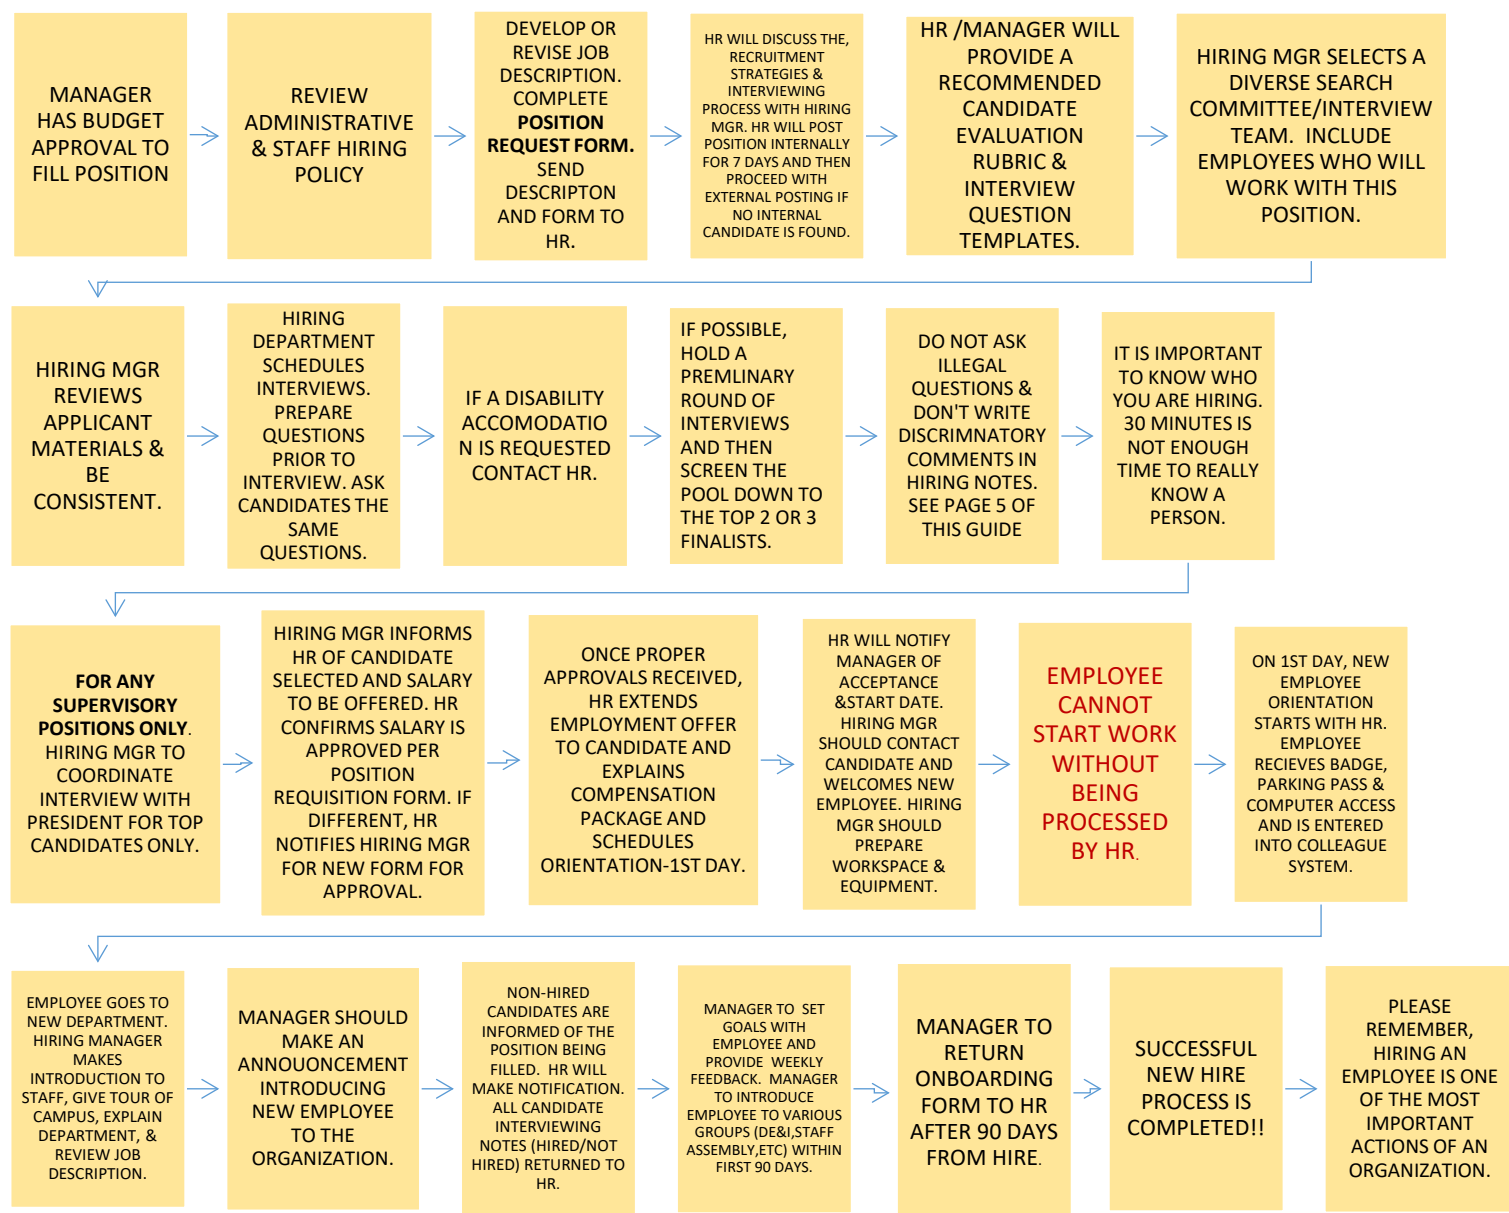 MANAGER
HAS BUDGET
APPROVAL TO
FILL POSITION
REVIEW
ADMINISTRATIVE
& STAFF HIRING
POLICY
DEVELOP OR
REVISE JOB
DESCRIPTION.
COMPLETE
POSITION
REQUEST FORM.
SEND
DESCRIPTON
AND FORM TO
HR.
HR WILL DISCUSS THE,
RECRUITMENT
STRATEGIES &
INTERVIEWING
PROCESS WITH HIRING
MGR. HR WILL POST
POSITION INTERNALLY
FOR 7 DAYS AND THEN
PROCEED WITH
EXTERNAL POSTING IF
NO INTERNAL
CANDIDATE IS FOUND.
HR /MANAGER WILL
PROVIDE A
RECOMMENDED
CANDIDATE
EVALUATION
RUBRIC &
INTERVIEW
QUESTION
TEMPLATES.
HIRING MGR SELECTS A
DIVERSE SEARCH
COMMITTEE/INTERVIEW
TEAM.  INCLUDE
EMPLOYEES WHO WILL
WORK WITH THIS
POSITION.
HIRING MGR
REVIEWS
APPLICANT
MATERIALS &
BE
CONSISTENT.
HIRING
DEPARTMENT
SCHEDULES
INTERVIEWS.
PREPARE
QUESTIONS
PRIOR TO
INTERVIEW. ASK
CANDIDATES THE
SAME
QUESTIONS.
IF A DISABILITY
ACCOMODATIO
N IS REQUESTED
CONTACT HR.
IF POSSIBLE,
HOLD A
PREMLINARY
ROUND OF
INTERVIEWS
AND THEN
SCREEN THE
POOL DOWN TO
THE TOP 2 OR 3
FINALISTS.
DO NOT ASK
ILLEGAL
QUESTIONS &
DON'T WRITE
DISCRIMNATORY
COMMENTS IN
HIRING NOTES.
SEE PAGE 5 OF
THIS GUIDE
IT IS IMPORTANT
TO KNOW WHO
YOU ARE HIRING.
30 MINUTES IS
NOT ENOUGH
TIME TO REALLY
KNOW A
PERSON.
FOR ANY
SUPERVISORY
POSITIONS ONLY.
HIRING MGR TO
COORDINATE
INTERVIEW WITH
PRESIDENT FOR TOP
CANDIDATES ONLY.
HIRING MGR INFORMS
HR OF CANDIDATE
SELECTED AND SALARY
TO BE OFFERED. HR
CONFIRMS SALARY IS
APPROVED PER
POSITION
REQUISITION FORM. IF
DIFFERENT, HR
NOTIFIES HIRING MGR
FOR NEW FORM FOR
APPROVAL.
ONCE PROPER
APPROVALS RECEIVED,
HR EXTENDS
EMPLOYMENT OFFER
TO CANDIDATE AND
EXPLAINS
COMPENSATION
PACKAGE AND
SCHEDULES
ORIENTATION-1ST DAY.
HR WILL NOTIFY
MANAGER OF
ACCEPTANCE
&START DATE.
HIRING MGR
SHOULD CONTACT
CANDIDATE AND
WELCOMES NEW
EMPLOYEE. HIRING
MGR SHOULD
PREPARE
WORKSPACE &
EQUIPMENT.
EMPLOYEE
CANNOT
START WORK
WITHOUT
BEING
PROCESSED
BY HR.
ON 1ST DAY, NEW
EMPLOYEE
ORIENTATION
STARTS WITH HR.
EMPLOYEE
RECIEVES BADGE,
PARKING PASS &
COMPUTER ACCESS
AND IS ENTERED
INTO COLLEAGUE
SYSTEM.
EMPLOYEE GOES TO
NEW DEPARTMENT.
HIRING MANAGER
MAKES
INTRODUCTION TO
STAFF, GIVE TOUR OF
CAMPUS, EXPLAIN
DEPARTMENT, &
REVIEW JOB
DESCRIPTION.
MANAGER SHOULD
MAKE AN
ANNOUONCEMENT
INTRODUCING
NEW EMPLOYEE
TO THE
ORGANIZATION.
NON-HIRED
CANDIDATES ARE
INFORMED OF THE
POSITION BEING
FILLED.  HR WILL
MAKE NOTIFICATION.
ALL CANDIDATE
INTERVIEWING
NOTES (HIRED/NOT
HIRED) RETURNED TO
HR.
MANAGER TO  SET
GOALS WITH
EMPLOYEE AND
PROVIDE  WEEKLY
FEEDBACK.  MANAGER
TO INTRODUCE
EMPLOYEE TO VARIOUS
GROUPS (DE&I,STAFF
ASSEMBLY,ETC) WITHIN
FIRST 90 DAYS.
MANAGER TO
RETURN
ONBOARDING
FORM TO HR
AFTER 90 DAYS
FROM HIRE.
SUCCESSFUL
NEW HIRE
PROCESS IS
COMPLETED!!
PLEASE
REMEMBER,
HIRING AN
EMPLOYEE IS ONE
OF THE MOST
IMPORTANT
ACTIONS OF AN
ORGANIZATION.